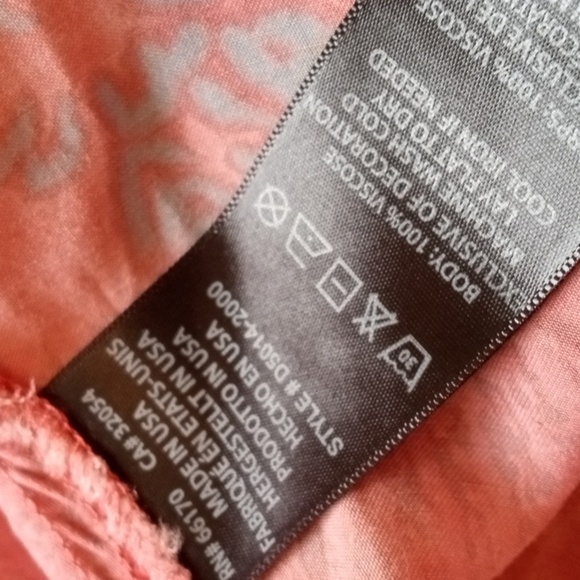 RN# 66170 CA# 32054
MADE IN USA
FABRIQUE EN ETATS-UNIS
HERGESTELLT IN USA
PRODOTTO IN USA
HECHO EN USA
STYLE # D5014-2000
30
BODY: 100% VISCOSE
EXCLUSIVE OF DECORATION
MACHINE WASH COLD
LAY FLAT TO DRY
COOL IRON IF NEEDED
100% VISCOSE